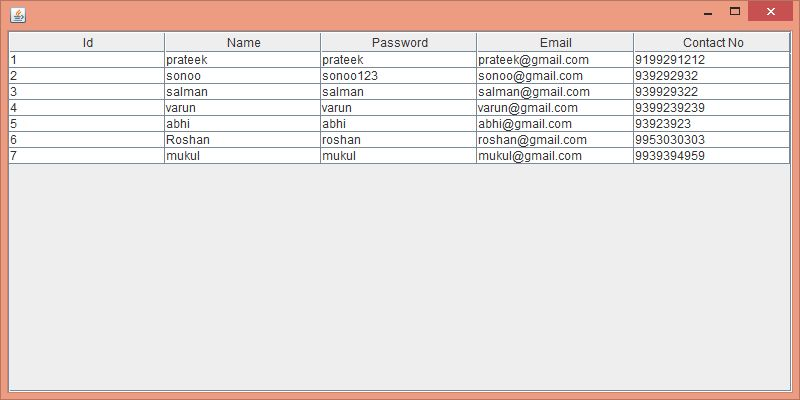 Id Name Password Email Contact No
1 prateek prateek prateek@gmail.com 9199291212
2 sonoo sonoo123 sonoo@gmail.com 939292932
3 salman salman salman@gmail.com 939929322
4 varun varun varun@gmail.com 9399239239
5 abhi abhi abhi@gmail.com 93923923
6 Roshan roshan roshan@gmail.com 9953030303
7 mukul mukul mukul@gmail.com 9939394959